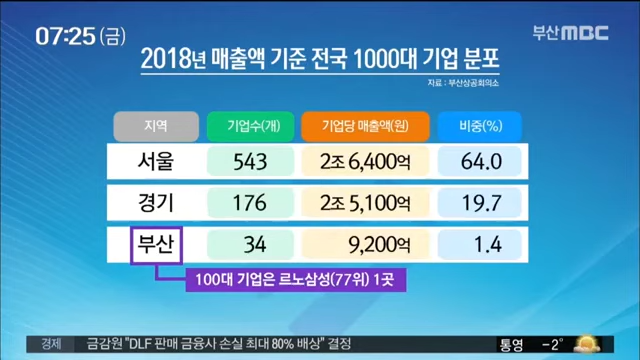 07:25(금)
부산MBC
2018년 매출액 기준 전국 1000대 기업 분포
자료 : 부산상공회의소
지역 기업수(개) 기업당 매출액(원) 비중(%)
서울 543 2조 6,400억 64.0
경기 176 2조 5,100억 19.7
부산 34 9,200억 1.4
100대 기업은 르노삼성(77위) 1곳
경제 금감원 "DLF 판매 금융사 손실 최대 80% 배상" 결정 통영 -2°